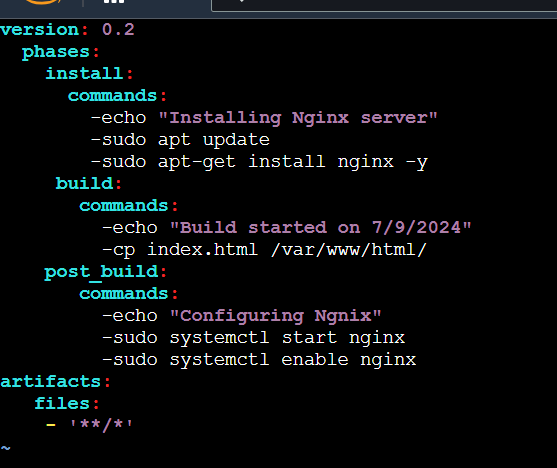 version: 0.2
  phases:
    install:
      commands:
        -echo "Installing Nginx server"
        -sudo apt update
        -sudo apt-get install nginx -y
     build:
       commands:
         -echo "Build started on 7/9/2024"
         -cp index.html /var/www/html/
    post_build:
       commands:
         -echo "Configuring Ngnix"
         -sudo systemctl start nginx
         -sudo systemctl enable nginx
artifacts:
   files:
    - '**/*'
~